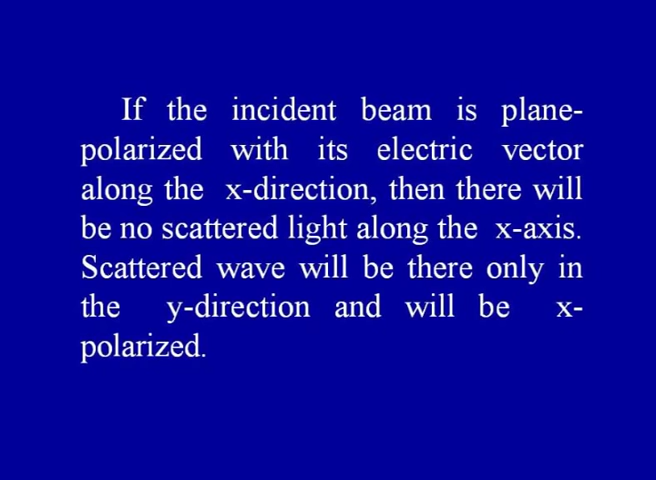 If the incident beam is plane-
polarized with its electric vector
along the x-direction, then there will
be no scattered light along the x-axis.
Scattered wave will be there only in
the y-direction and will be x-
polarized.